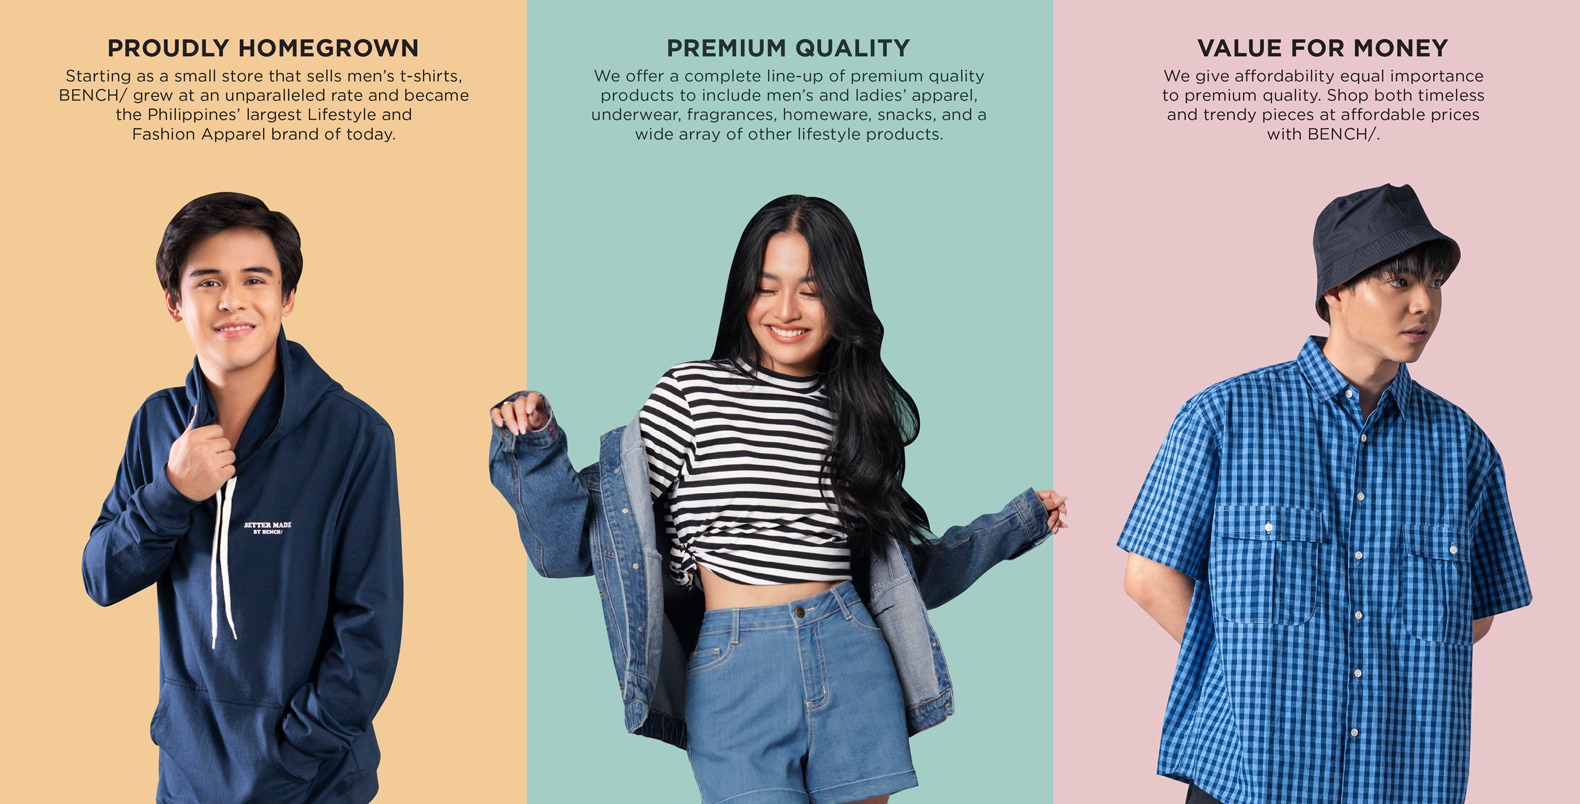 PROUDLY HOMEGROWN
Starting as a small store that sells men’s t-shirts,
BENCH/ grew at an unparalleled rate and became
the Philippines’ largest Lifestyle and
Fashion Apparel brand of today.
PREMIUM QUALITY
We offer a complete line-up of premium quality
products to include men’s and ladies’ apparel,
underwear, fragrances, homeware, snacks, and a
wide array of other lifestyle products.
VALUE FOR MONEY
We give affordability equal importance
to premium quality. Shop both timeless
and trendy pieces at affordable prices
with BENCH/.
BETTER MADE
BY BENCH/